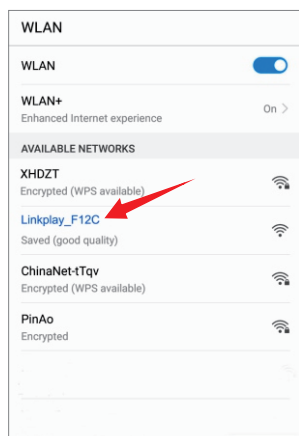 WLAN
WLAN
WLAN+
Enhanced Internet experience
On
AVAILABLE NETWORKS
XHDZT
Encrypted (WPS available)
Linkplay_F12C
Saved (good quality)
ChinaNet-tTqv
Encrypted (WPS available)
PinAo
Encrypted